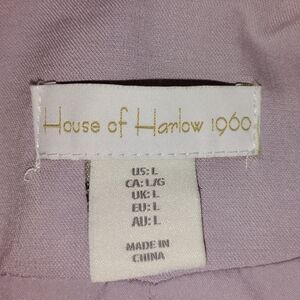 House of Harlow 1960
US: L
CA: L/G
UK: L
EU: L
AU: L
MADE IN
CHINA